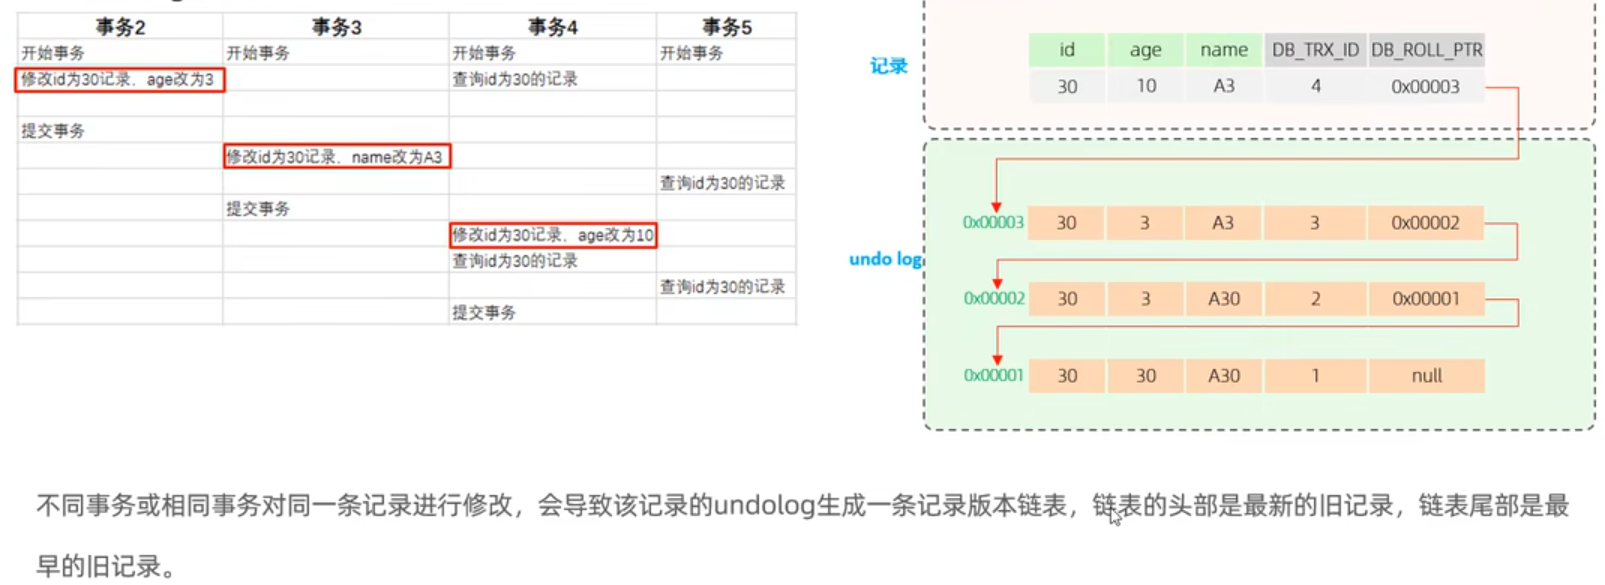 事务2 事务3 事务4 事务5
开始事务 开始事务 开始事务 开始事务
修改id为30记录，age改为3 查询id为30的记录
提交事务
修改id为30记录，name改为A3
查询id为30的记录
提交事务
修改id为30记录，age改为10
查询id为30的记录
查询id为30的记录
提交事务
记录
id age name DB_TRX_ID DB_ROLL_PTR
30 10 A3 4 0x00003
undo log
0x00003 30 3 A3 3 0x00002
0x00002 30 3 A30 2 0x00001
0x00001 30 30 A30 1 null
不同事务或相同事务对同一条记录进行修改，会导致该记录的undolog生成一条记录版本链表，链表的头部是最新的旧记录，链表尾部是最
早的旧记录。